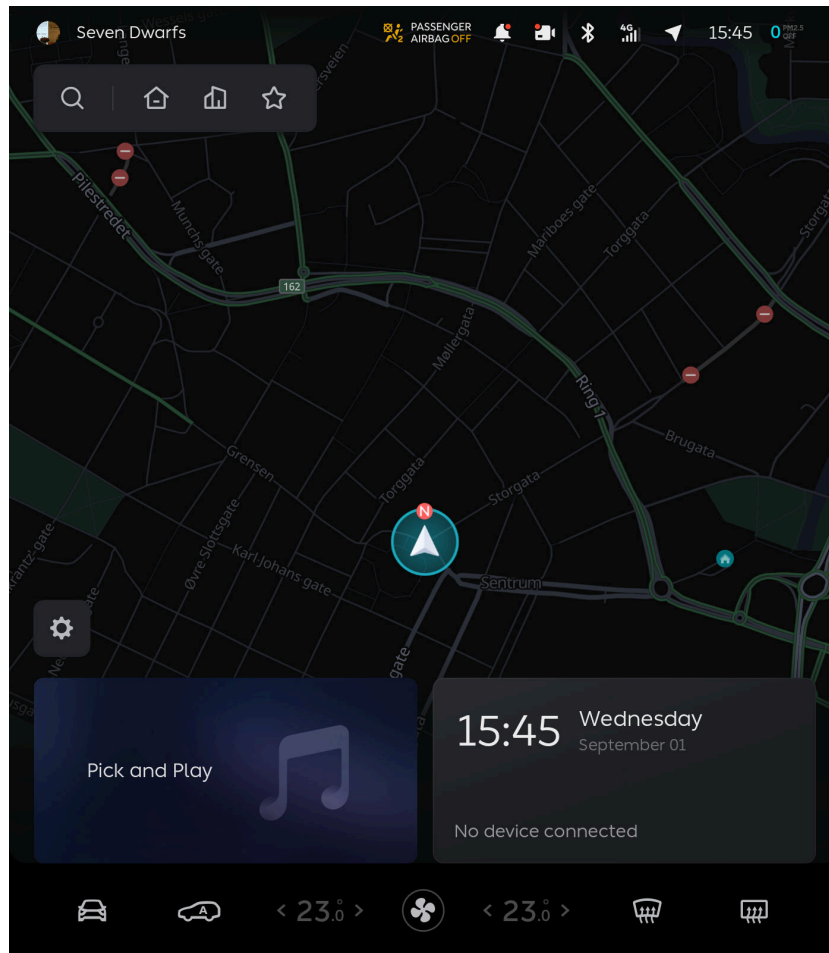 Seven Dwarfs
PASSENGER
AIRBAG OFF
2
4G
15:45
0
PM2.5
OFF
Pilestredet
Munchs gate
162
Mariboes gate
Torggata
Møllergata
Ring 1
Brugata
Grensen
Torggata
Storgata
N
Øvre Slottsgate
Karl Johans gate
Sentrum
gate
15:45
Wednesday
September 01
Pick and Play
No device connected
A
< 23.0° >
< 23.0° >